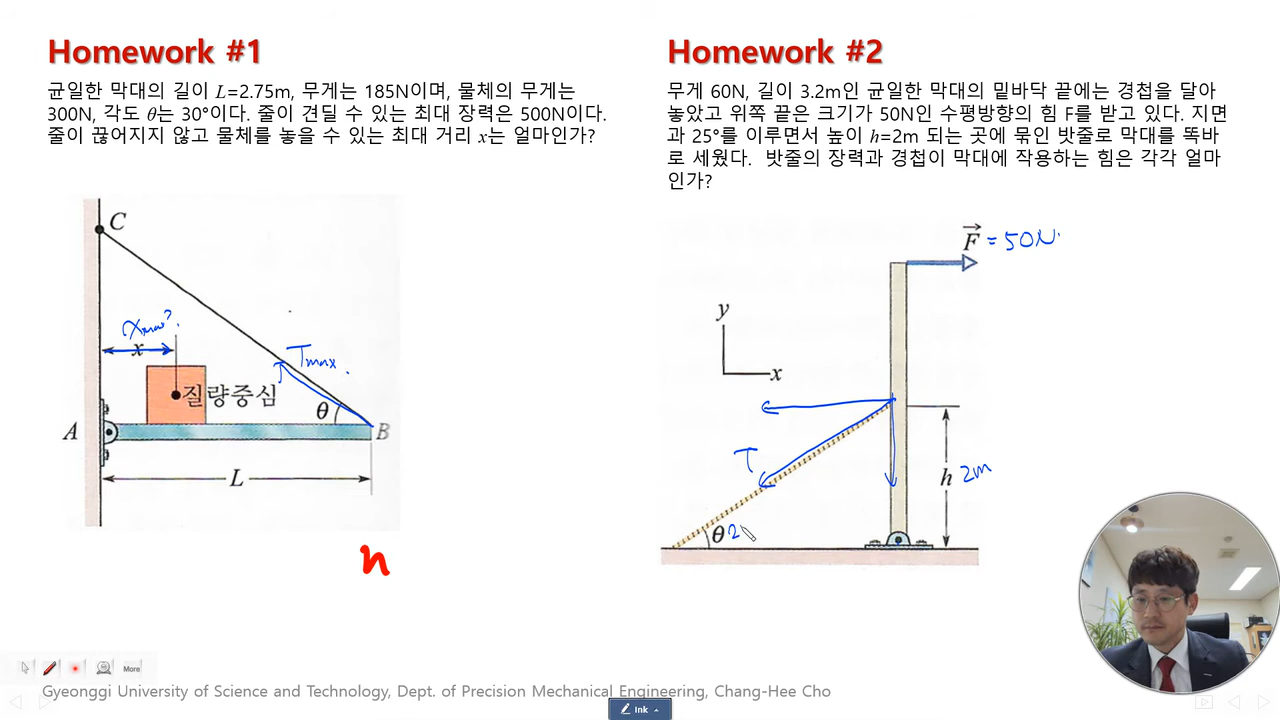 Homework #1
균일한 막대의 길이 L=2.75m, 무게는 185N이며, 물체의 무게는
300N, 각도 θ는 30°이다. 줄이 견딜 수 있는 최대 장력은 500N이다.
줄이 끊어지지 않고 물체를 놓을 수 있는 최대 거리 x는 얼마인가?
C
xmax?
x
Tmax.
질량중심
θ
A
B
L
n
Homework #2
무게 60N, 길이 3.2m인 균일한 막대의 밑바닥 끝에는 경첩을 달아
놓았고 위쪽 끝은 크기가 50N인 수평방향의 힘 F를 받고 있다. 지면
과 25°를 이루면서 높이 h=2m 되는 곳에 묶인 밧줄로 막대를 똑바
로 세웠다. 밧줄의 장력과 경첩이 막대에 작용하는 힘은 각각 얼마
인가?
F = 50N.
y
x
T
h 2m
θ 2
More
Gyeonggi University of Science and Technology, Dept. of Precision Mechanical Engineering, Chang-Hee Cho
Ink